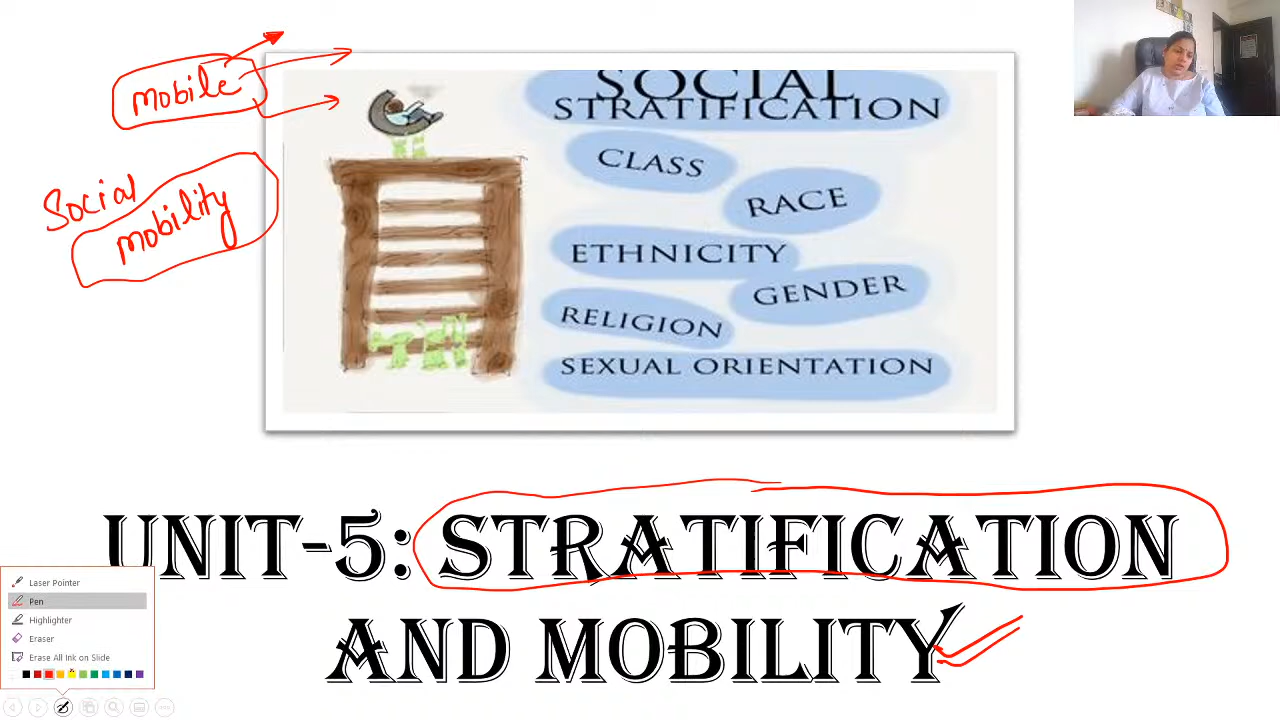 mobile
Social
mobility
SOCIAL
STRATIFICATION
CLASS
RACE
ETHNICITY
GENDER
RELIGION
SEXUAL ORIENTATION
UNIT-5: STRATIFICATION
AND MOBILITY
Laser Pointer
Pen
Highlighter
Eraser
Erase All Ink on Slide